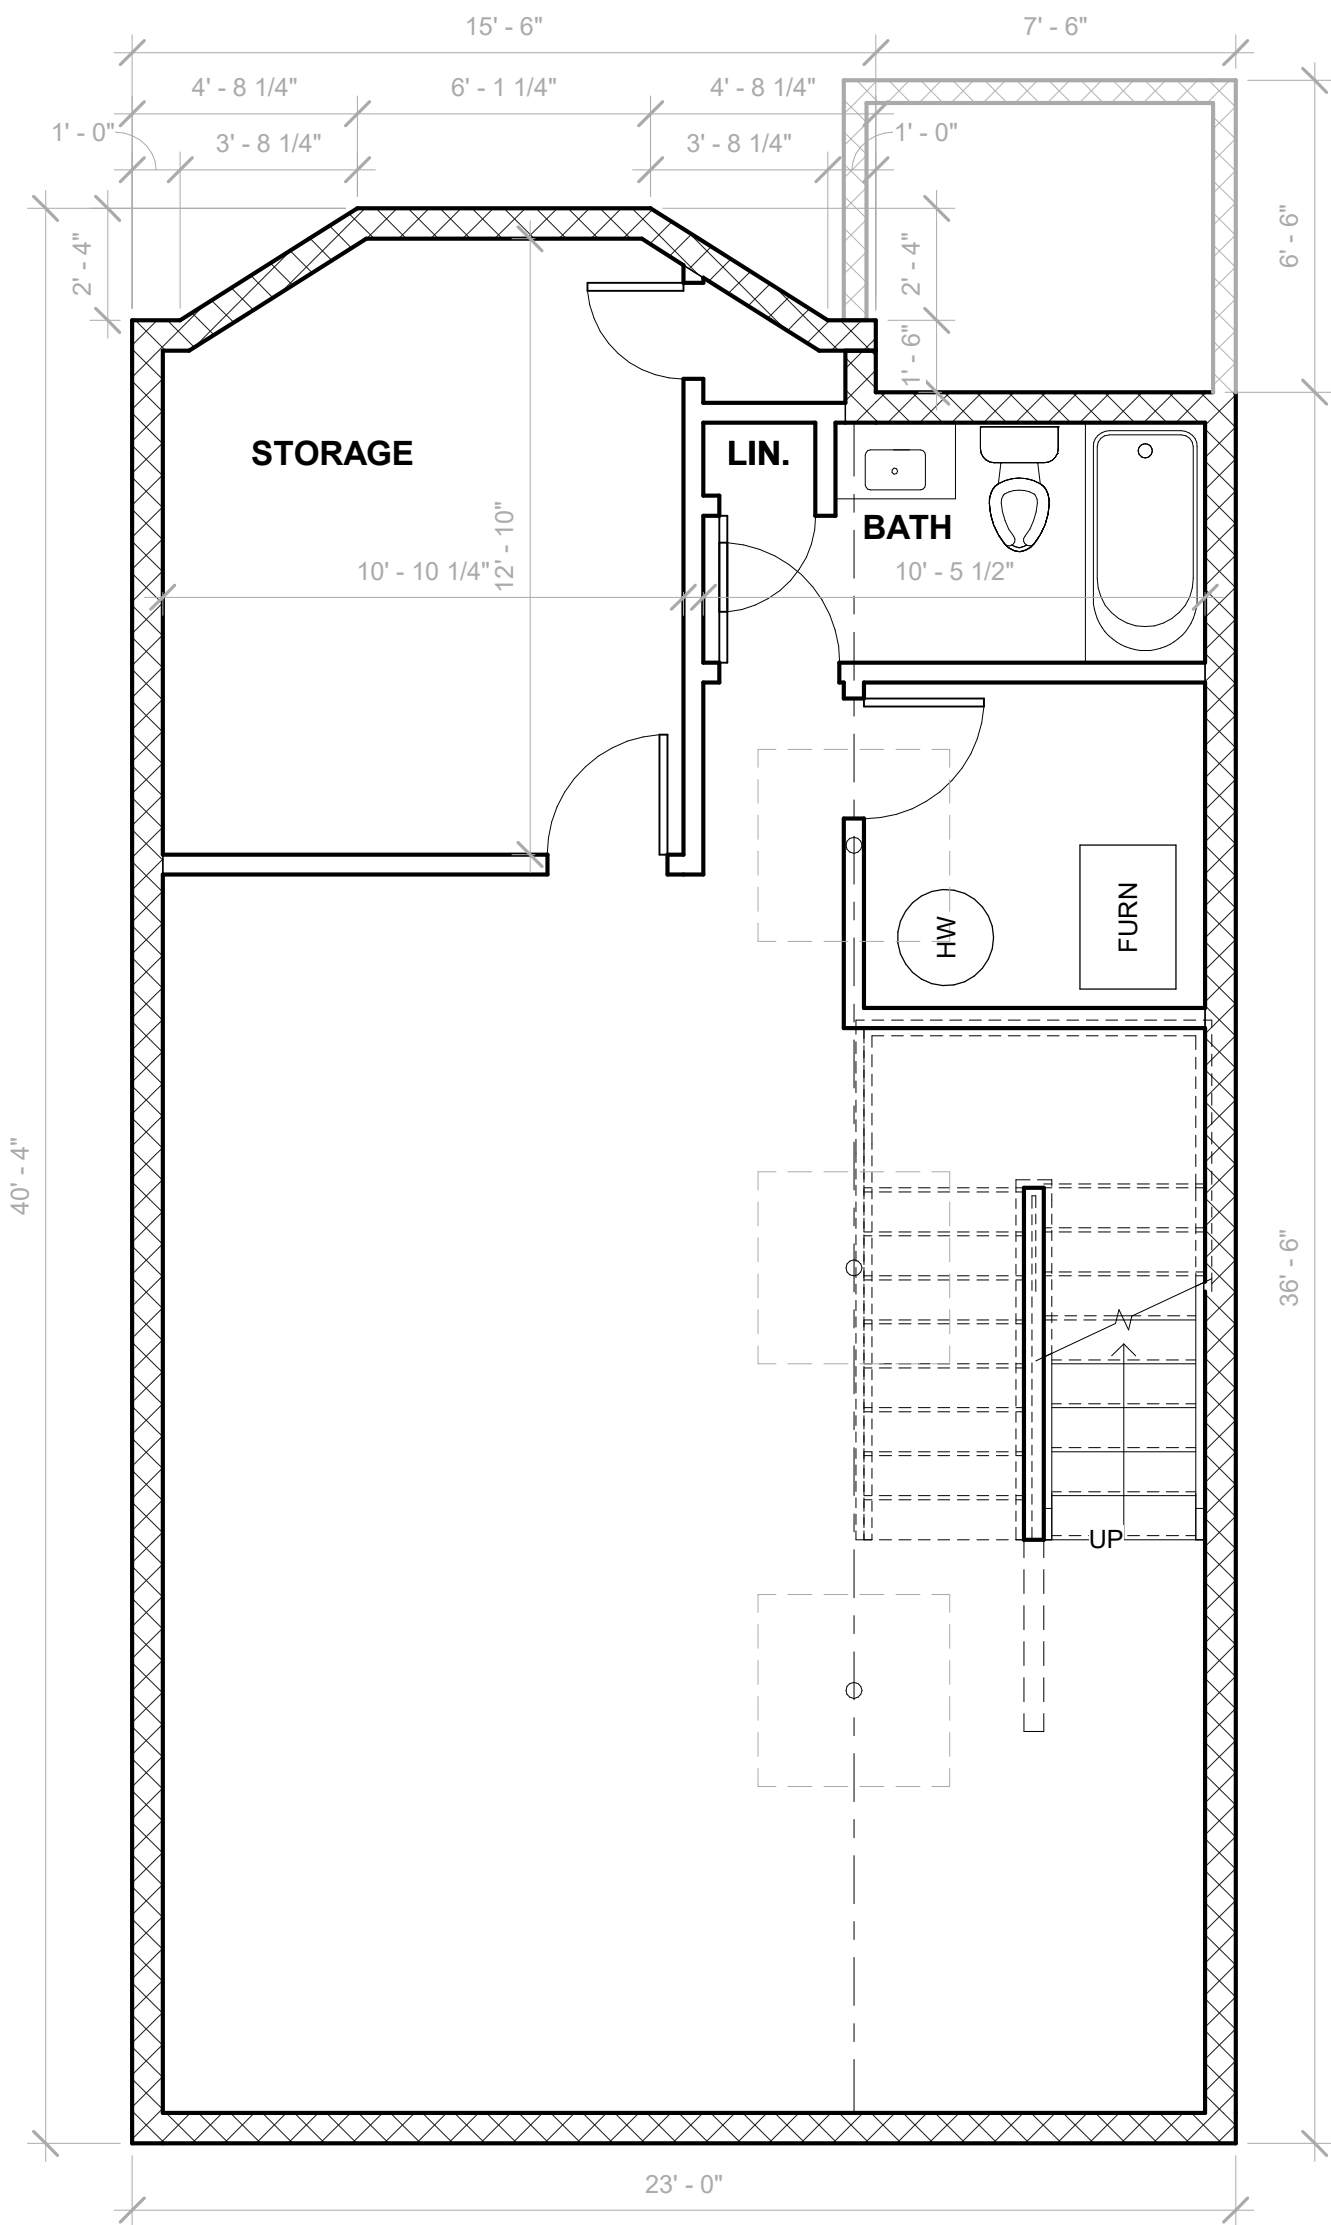 15' - 6"
7' - 6"
4' - 8 1/4"
6' - 1 1/4"
4' - 8 1/4"
1' - 0"
3' - 8 1/4"
3' - 8 1/4"
1' - 0"
2' - 4"
2' - 4"
6' - 6"
1' - 6"
STORAGE
LIN.
BATH
12' - 10"
10' - 10 1/4"
10' - 5 1/2"
HW
FURN
40' - 4"
36' - 6"
UP
23' - 0"